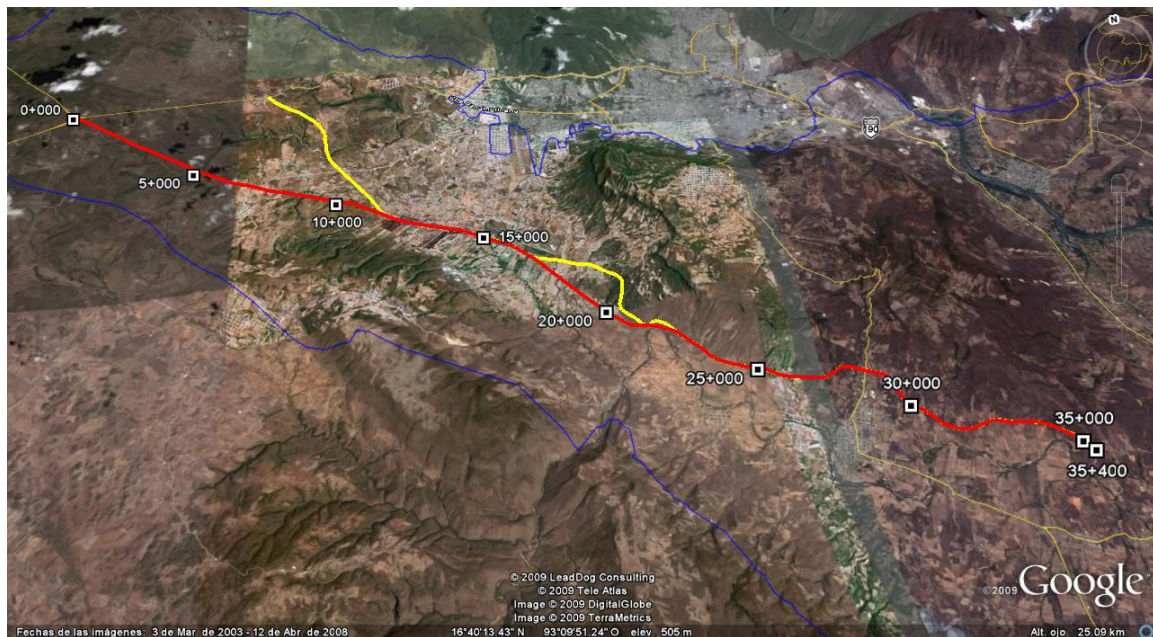 N
0+000
190
5+000
10+000
15+000
20+000
25+000
30+000
35+000
35+400
© 2009 LeadDog Consulting
© 2009 Tele Atlas
Image © 2009 DigitalGlobe
Image © 2009 TerraMetrics
©2009 Google™
Fechas de las imágenes: 3 de Mar. de 2003 - 12 de Abr. de 2008 16°40'13.43" N 93°09'51.24" O elev 505 m Alt. ojo 25.09 km